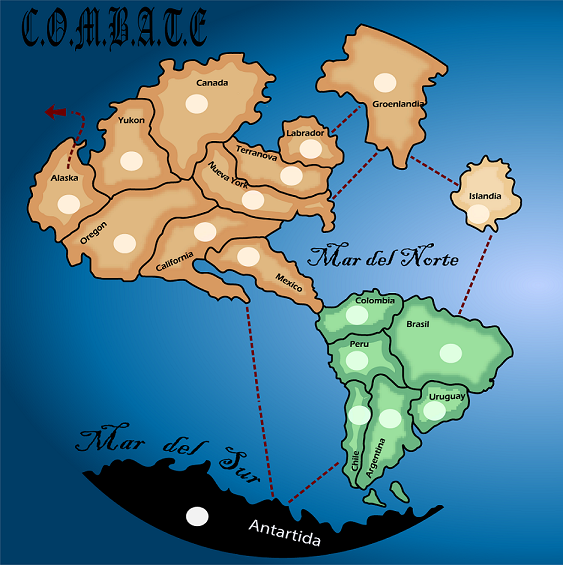 C.O.M.B.A.T.E
Canada
Groenlandia
Yukon
Labrador
Terranova
Alaska
Nueva York
Islandia
Oregon
California
Mar del Norte
Mexico
Colombia
Brasil
Peru
Uruguay
Mar del Sur
Chile
Argentina
Antartida